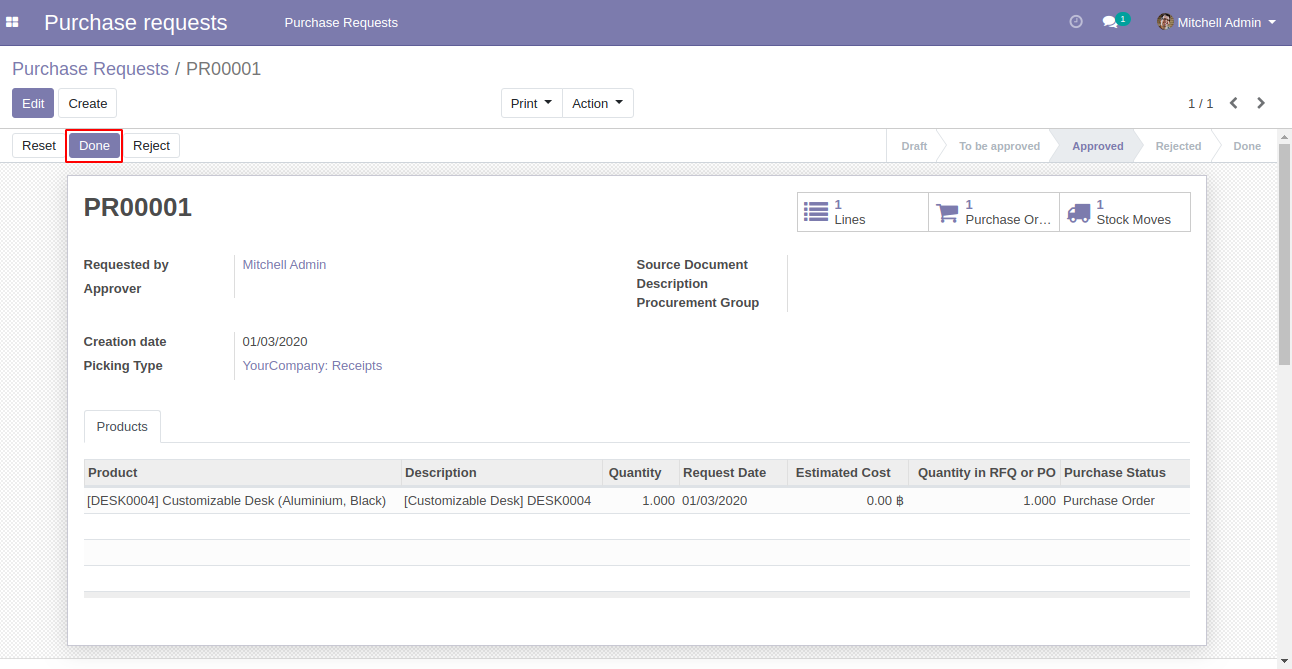 Purchase requests Purchase Requests 1 Mitchell Admin
Purchase Requests / PR00001
Edit Create Print Action 1 / 1
Reset Done Reject Draft To be approved Approved Rejected Done
PR00001
1 Lines
1 Purchase Or...
1 Stock Moves
Requested by Mitchell Admin
Approver
Source Document
Description
Procurement Group
Creation date 01/03/2020
Picking Type YourCompany: Receipts
Products
Product Description Quantity Request Date Estimated Cost Quantity in RFQ or PO Purchase Status
[DESK0004] Customizable Desk (Aluminium, Black) [Customizable Desk] DESK0004 1.000 01/03/2020 0.00 ฿ 1.000 Purchase Order